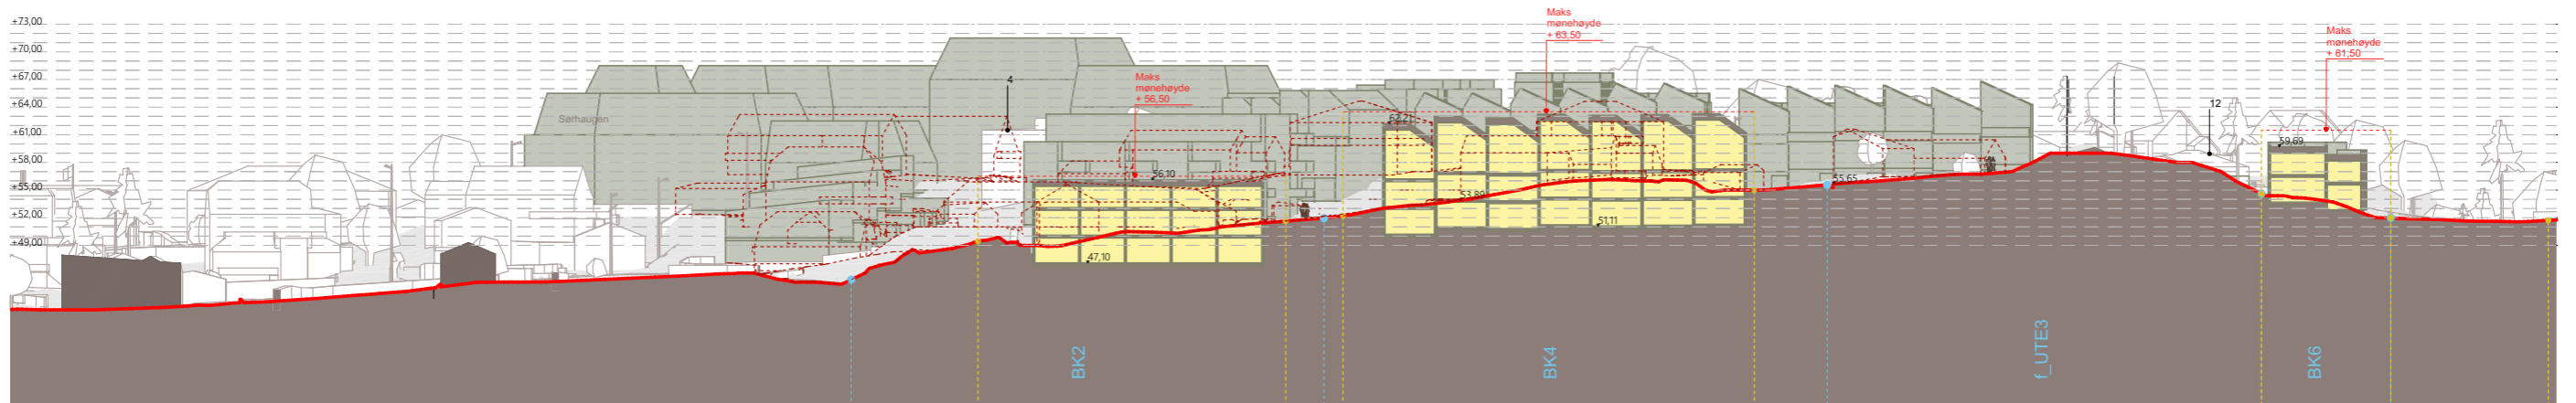 +73,00
+70,00
+67,00
+64,00
+61,00
+58,00
+55,00
+52,00
+49,00
Sørhaugen
4
Maks
mønehøyde
+ 56,50
56,10
47,10
Maks
mønehøyde
+ 63,50
62,21
53,89
51,11
55,65
12
Maks
mønehøyde
+ 61,50
59,69
BK2
BK4
f_UTE3
BK6